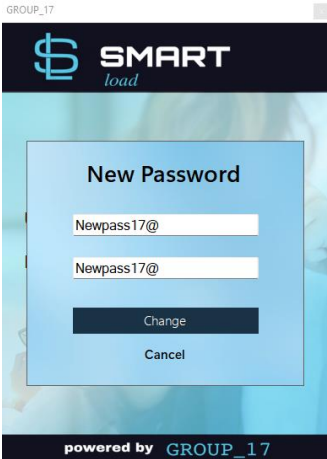 GROUP_17
SMART
load
New Password
Newpass17@
Newpass17@
Change
Cancel
powered by GROUP_17